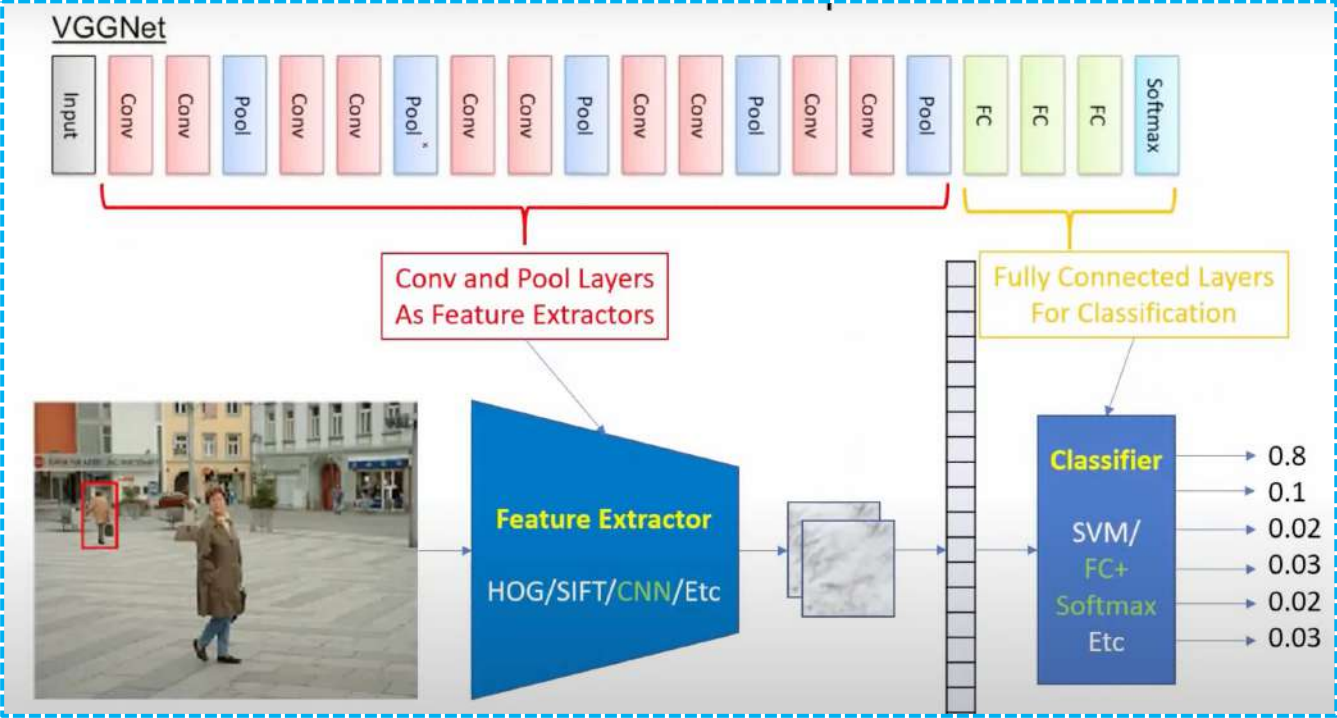 VGGNet
Input
Conv
Conv
Pool
Conv
Conv
Pool
Conv
Conv
Pool
Conv
Conv
Pool
Conv
Conv
Pool
FC
FC
FC
Softmax
Conv and Pool Layers
As Feature Extractors
Fully Connected Layers
For Classification
Feature Extractor
HOG/SIFT/CNN/Etc
Classifier
SVM/
FC+
Softmax
Etc
0.8
0.1
0.02
0.03
0.02
0.03